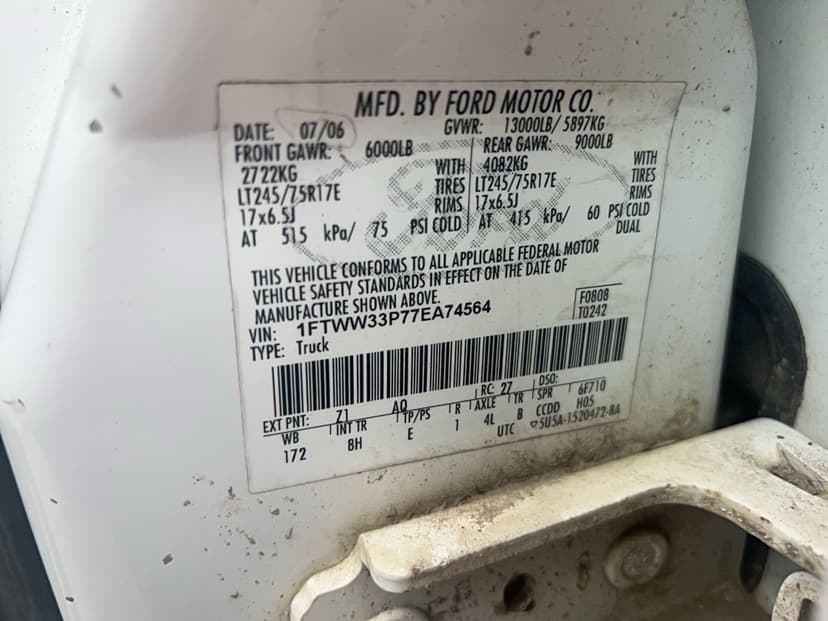 MFD. BY FORD MOTOR CO.
DATE: 07/06 GVWR: 13000LB/ 5897KG
FRONT GAWR: 6000LB REAR GAWR: 9000LB
2722KG WITH 4082KG WITH
LT245/75R17E TIRES LT245/75R17E TIRES
17x6.5J RIMS 17x6.5J RIMS
AT 515 kPa/ 75 PSI COLD AT 415 kPa/ 60 PSI COLD
DUAL
THIS VEHICLE CONFORMS TO ALL APPLICABLE FEDERAL MOTOR
VEHICLE SAFETY STANDARDS IN EFFECT ON THE DATE OF
MANUFACTURE SHOWN ABOVE.
VIN: 1FTWW33P77EA74564 F0808
TYPE: Truck T0242
EXT PNT: Z1 AQ RC: 27 DSO:
WB INT TR TP/PS R AXLE TR SPR 6F710
172 8H E 1 4L B CCDD H05
UTC ▽5U5A-1520472-BA
Ford